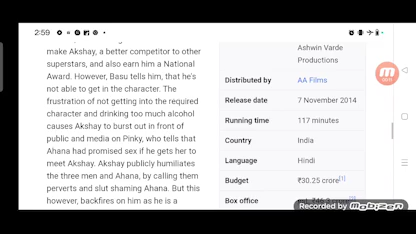 2:59
make Akshay, a better competitor to other
superstars, and also earn him a National
Award. However, Basu tells him, that he's
not able to get in the character. The
frustration of not getting into the required
character and drinking too much alcohol
causes Akshay to burst out in front of
public and media on Pinky, who tells that
Ahana had promised sex if he gets her to
meet Akshay. Akshay publicly humiliates
the three men and Ahana, by calling them
perverts and slut shaming Ahana. But this
however, backfires on him as he is a
Ashwin Varde
Productions
Distributed by AA Films
Release date 7 November 2014
Running time 117 minutes
Country India
Language Hindi
Budget ₹30.25 crore[1]
Box office
Recorded by Mobizen